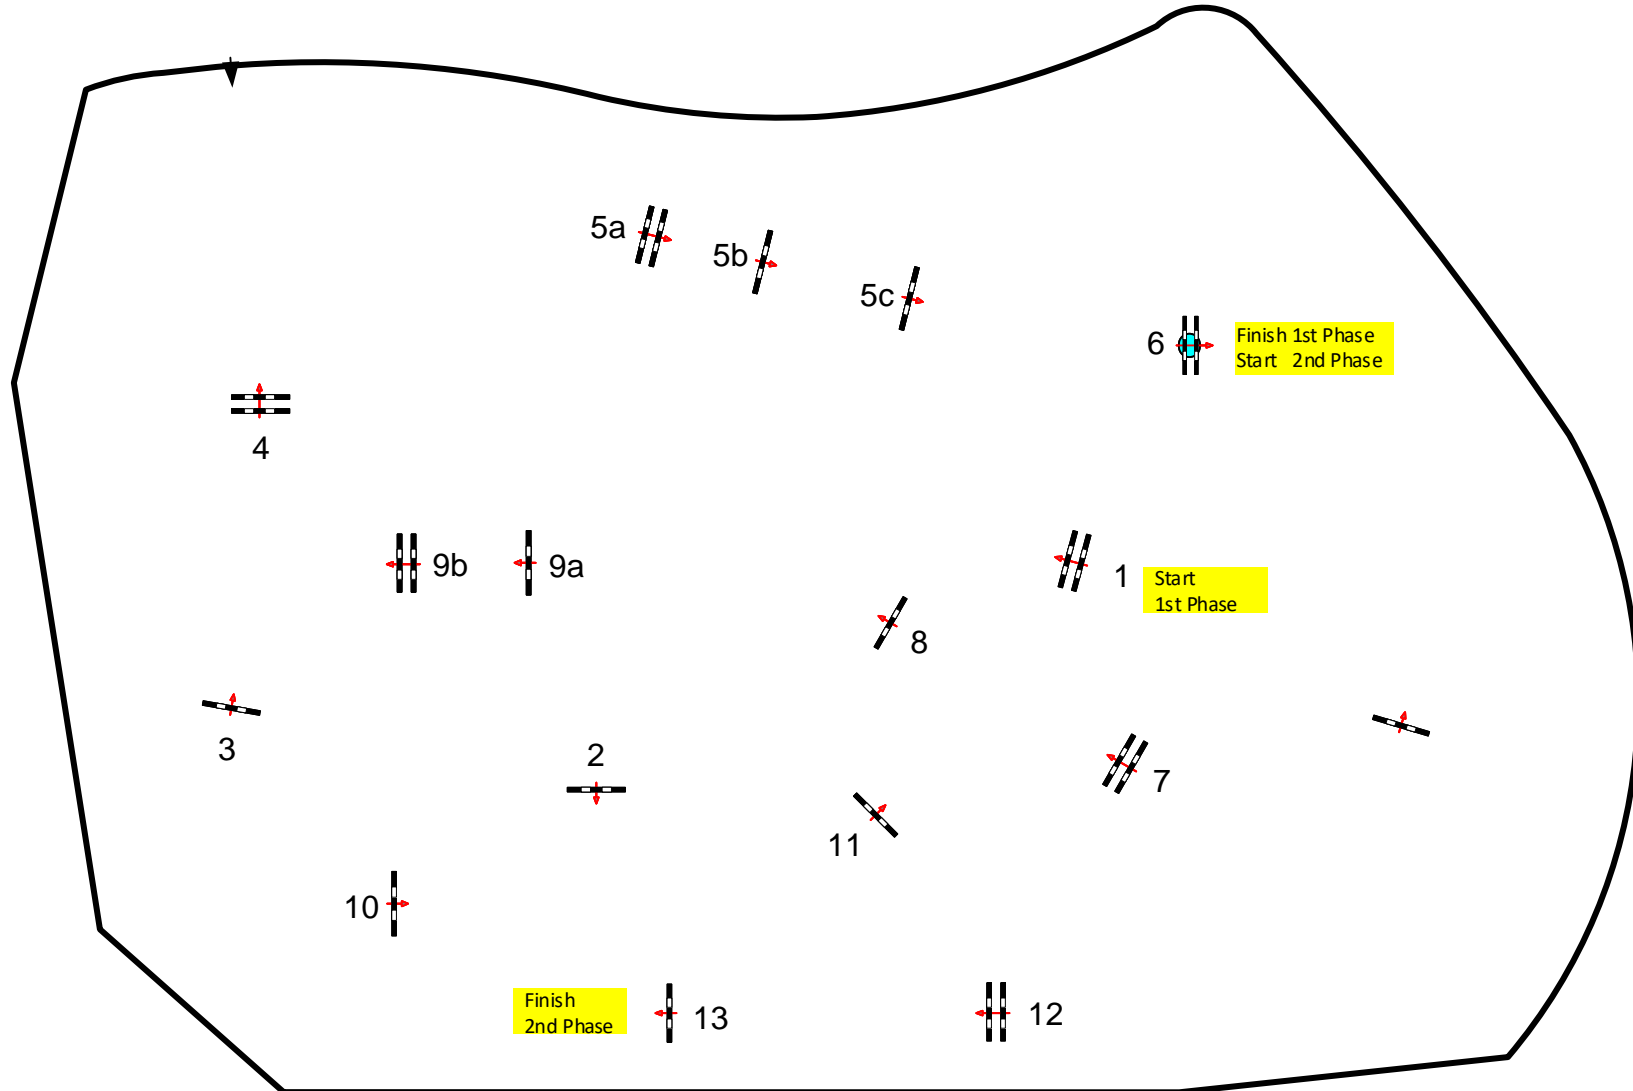 5a
5b
5c
6
Finish 1st Phase
Start 2nd Phase
4
9b
9a
1
Start
1st Phase
8
3
2
7
11
10
Finish
2nd Phase
13
12